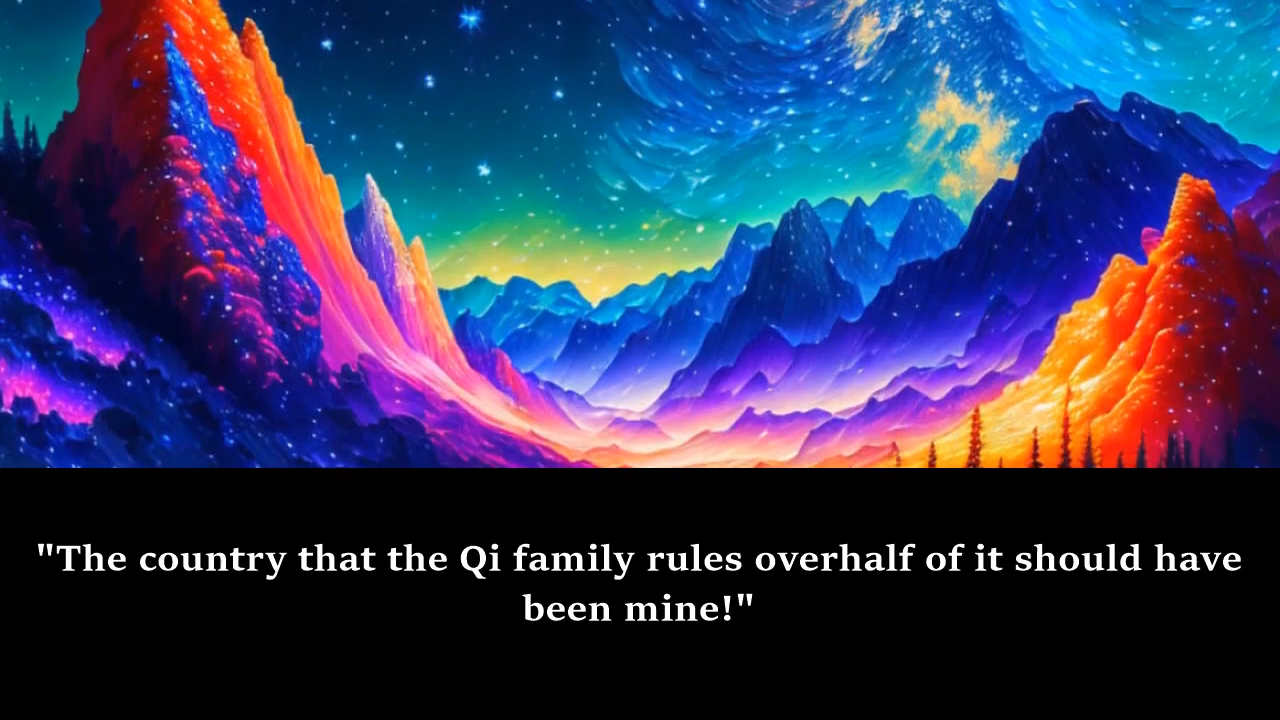 "The country that the Qi family rules overhalf of it should have
been mine!"